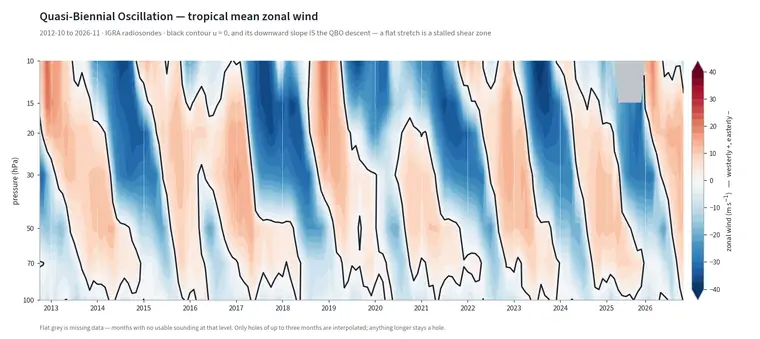 Quasi-Biennial Oscillation — tropical mean zonal wind
2012-10 to 2026-11 · IGRA radiosondes · black contour u = 0, and its downward slope IS the QBO descent — a flat stretch is a stalled shear zone
10
15
20
30
50
70
100
pressure (hPa)
2013 2014 2015 2016 2017 2018 2019 2020 2021 2022 2023 2024 2025 2026
40
30
20
10
0
−10
−20
−30
−40
zonal wind (m s⁻¹) — westerly +, easterly −
Flat grey is missing data — months with no usable sounding at that level. Only holes of up to three months are interpolated; anything longer stays a hole.